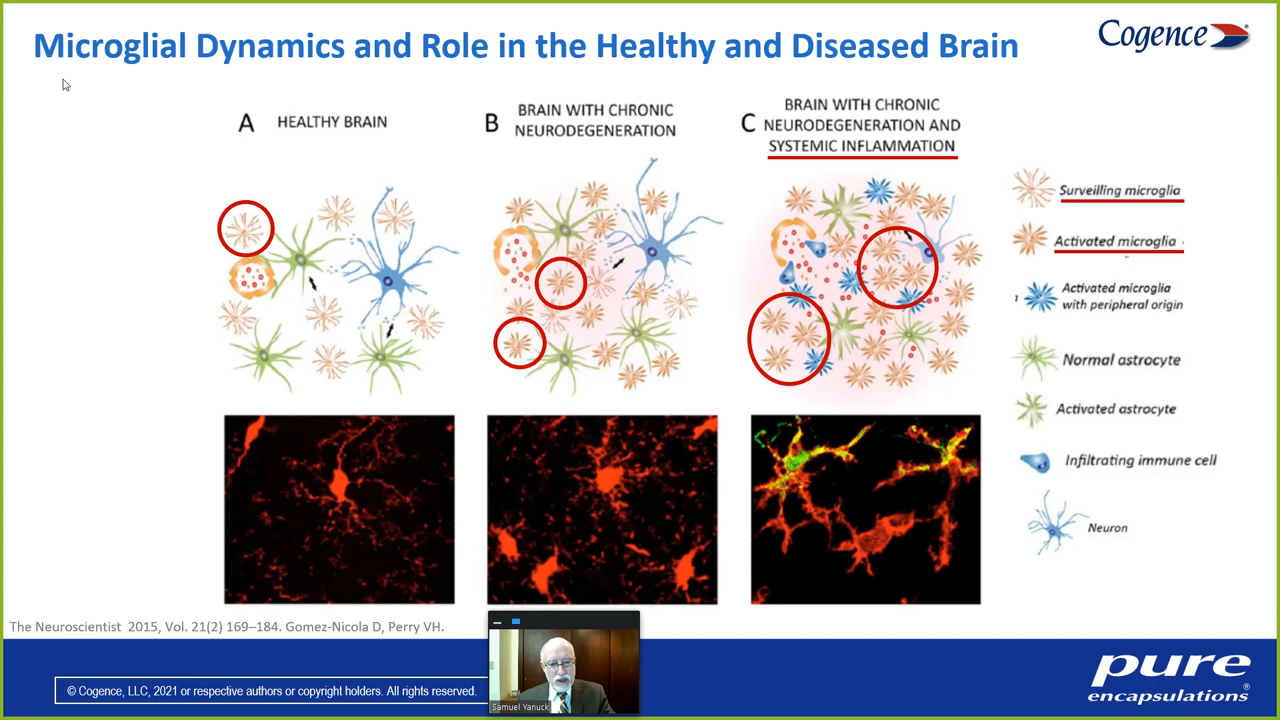 Microglial Dynamics and Role in the Healthy and Diseased Brain
Cogence
A
HEALTHY BRAIN
B
BRAIN WITH CHRONIC
NEURODEGENERATION
C
BRAIN WITH CHRONIC
NEURODEGENERATION AND
SYSTEMIC INFLAMMATION
Surveilling microglia
Activated microglia
Activated microglia
with peripheral origin
Normal astrocyte
Activated astrocyte
Infiltrating immune cell
Neuron
The Neuroscientist 2015, Vol. 21(2) 169–184. Gomez-Nicola D, Perry VH.
© Cogence, LLC, 2021 or respective authors or copyright holders. All rights reserved.
Samuel Yanuck
pure
encapsulations®